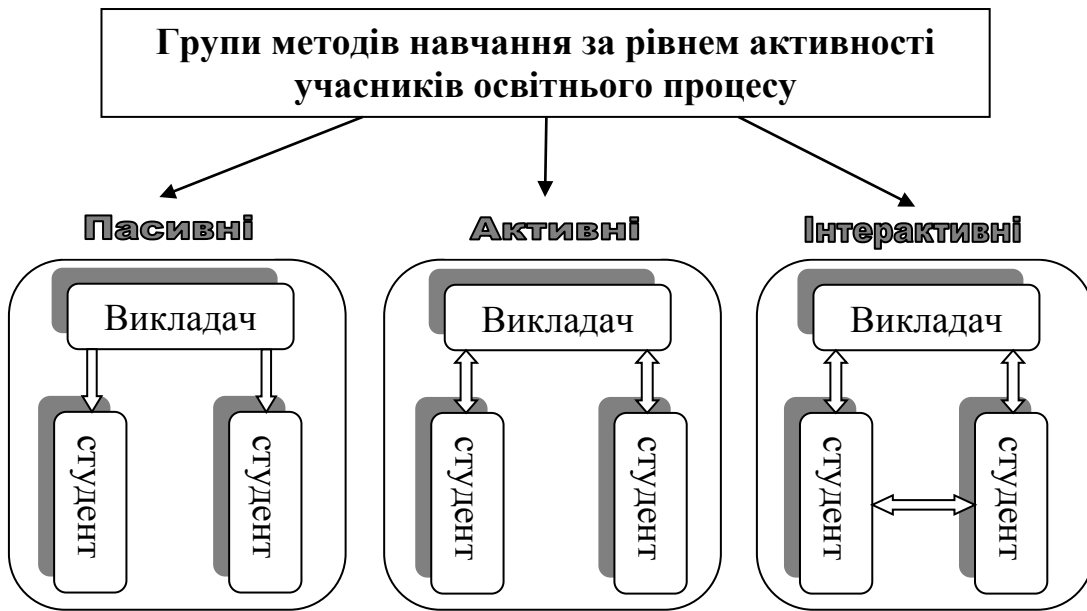 Групи методів навчання за рівнем активності
учасників освітнього процесу
Пасивні
Активні
Інтерактивні
Викладач
Викладач
Викладач
студент
студент
студент
студент
студент
студент